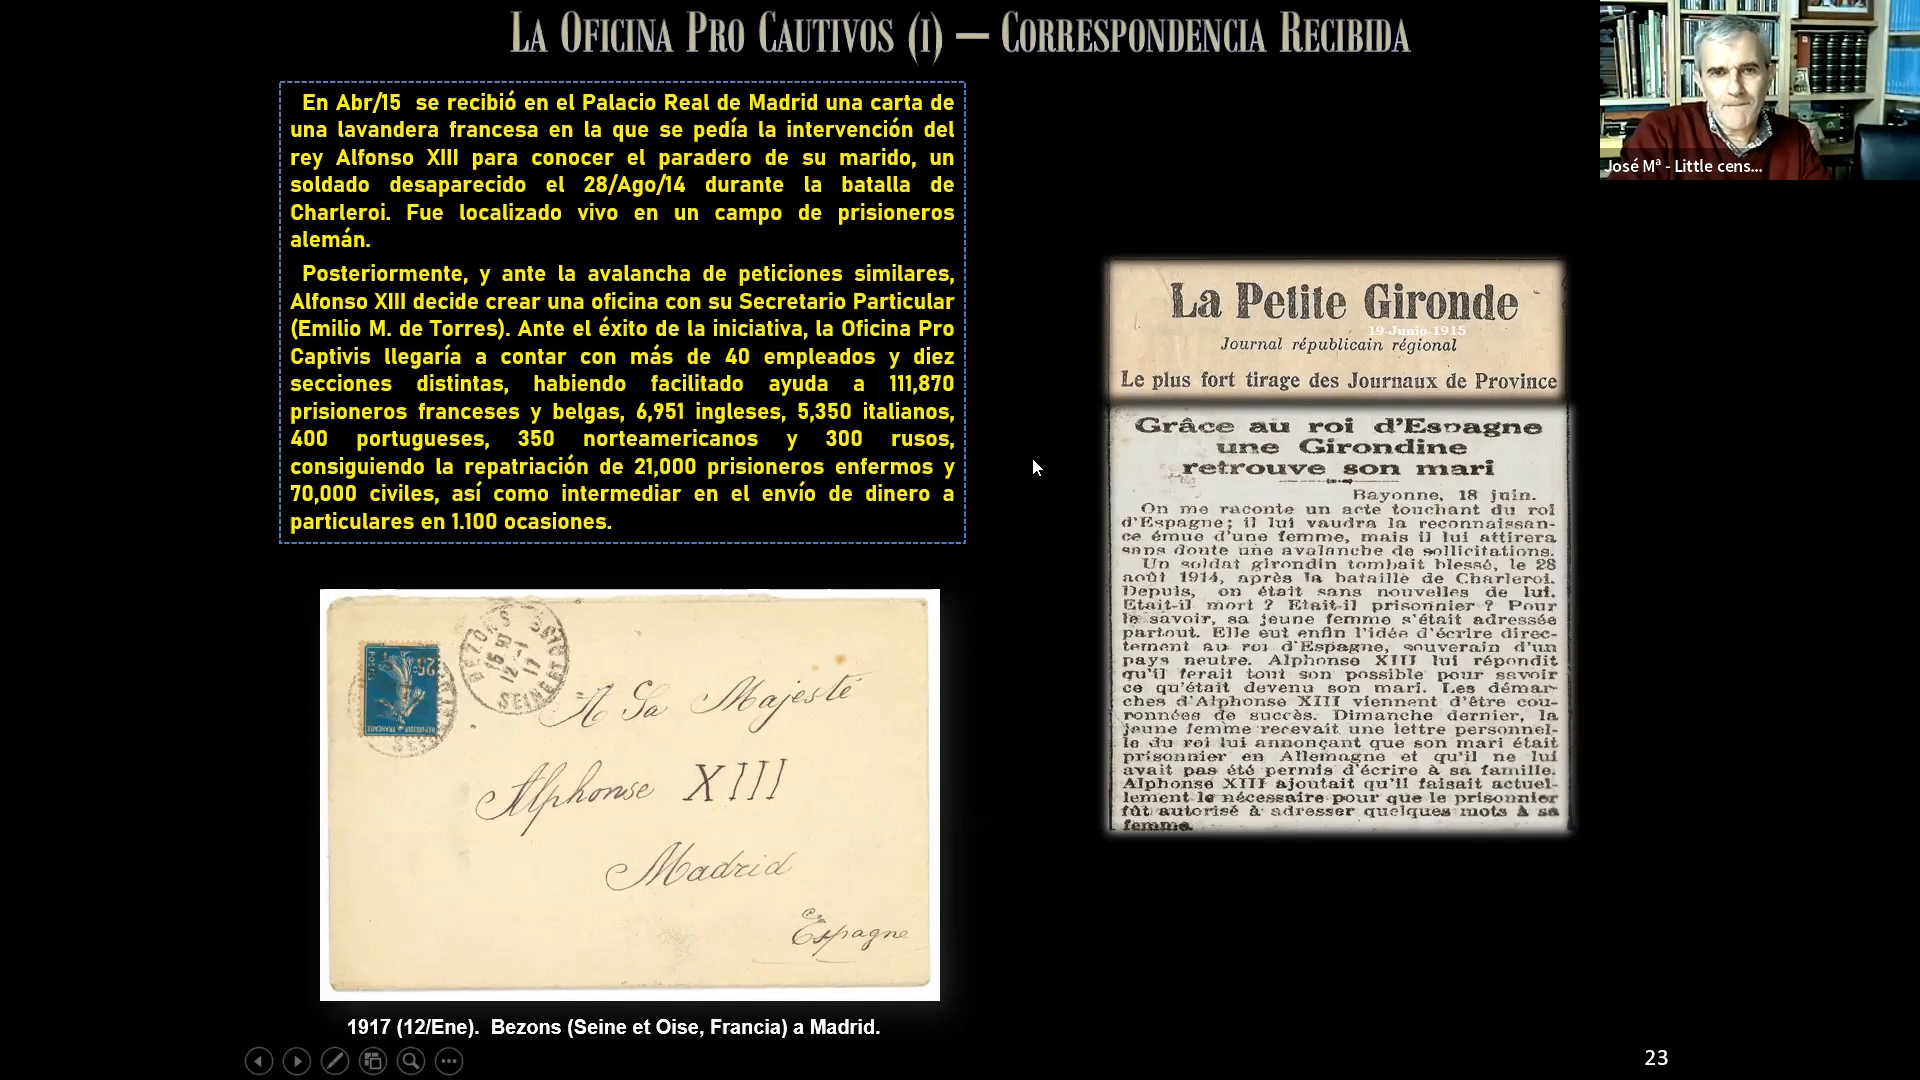 LA OFICINA PRO CAUTIVOS (I) — CORRESPONDENCIA RECIBIDA
En Abr/15 se recibió en el Palacio Real de Madrid una carta de
una lavandera francesa en la que se pedía la intervención del
rey Alfonso XIII para conocer el paradero de su marido, un
soldado desaparecido el 28/Ago/14 durante la batalla de
Charleroi. Fue localizado vivo en un campo de prisioneros
alemán.
Posteriormente, y ante la avalancha de peticiones similares,
Alfonso XIII decide crear una oficina con su Secretario Particular
(Emilio M. de Torres). Ante el éxito de la iniciativa, la Oficina Pro
Captivis llegaría a contar con más de 40 empleados y diez
secciones distintas, habiendo facilitado ayuda a 111,870
prisioneros franceses y belgas, 6,951 ingleses, 5,350 italianos,
400 portugueses, 350 norteamericanos y 300 rusos,
consiguiendo la repatriación de 21,000 prisioneros enfermos y
70,000 civiles, así como intermediar en el envío de dinero a
particulares en 1.100 ocasiones.
BEZONS
15 30
12 -1
17
25c
POSTES
REPUBLIQUE FRANÇAISE
A Sa Majesté
Alphonse XIII
Madrid
Espagne
1917 (12/Ene). Bezons (Seine et Oise, Francia) a Madrid.
José Mª - Little cens...
La Petite Gironde
19-Junio-1915
Journal républicain régional
Le plus fort tirage des Journaux de Province
Grâce au roi d'Espagne
une Girondine
retrouve son mari
Bayonne, 18 juin.
On me raconte un acte touchant du roi
d'Espagne; il lui vaudra la reconnaissan-
ce émue d'une femme, mais il lui attirera
sans doute une avalanche de sollicitations.
Un soldat girondin tombait blessé, le 28
août 1914, après la bataille de Charleroi.
Depuis, on était sans nouvelles de lui.
Etait-il mort ? Etait-il prisonnier ? Pour
le savoir, sa jeune femme s'était adressée
partout. Elle eut enfin l'idée d'écrire direc-
tement au roi d'Espagne, souverain d'un
pays neutre. Alphonse XIII lui répondit
qu'il ferait tout son possible pour savoir
ce qu'était devenu son mari. Les démar-
ches d'Alphonse XIII viennent d'être cou-
ronnées de succès. Dimanche dernier, la
jeune femme recevait une lettre personnel-
le du roi lui annonçant que son mari était
prisonnier en Allemagne et qu'il ne lui
avait pas été permis d'écrire à sa famille.
Alphonse XIII ajoutait qu'il faisait actuel-
lement le nécessaire pour que le prisonnier
fût autorisé à adresser quelques mots à sa
femme.
23